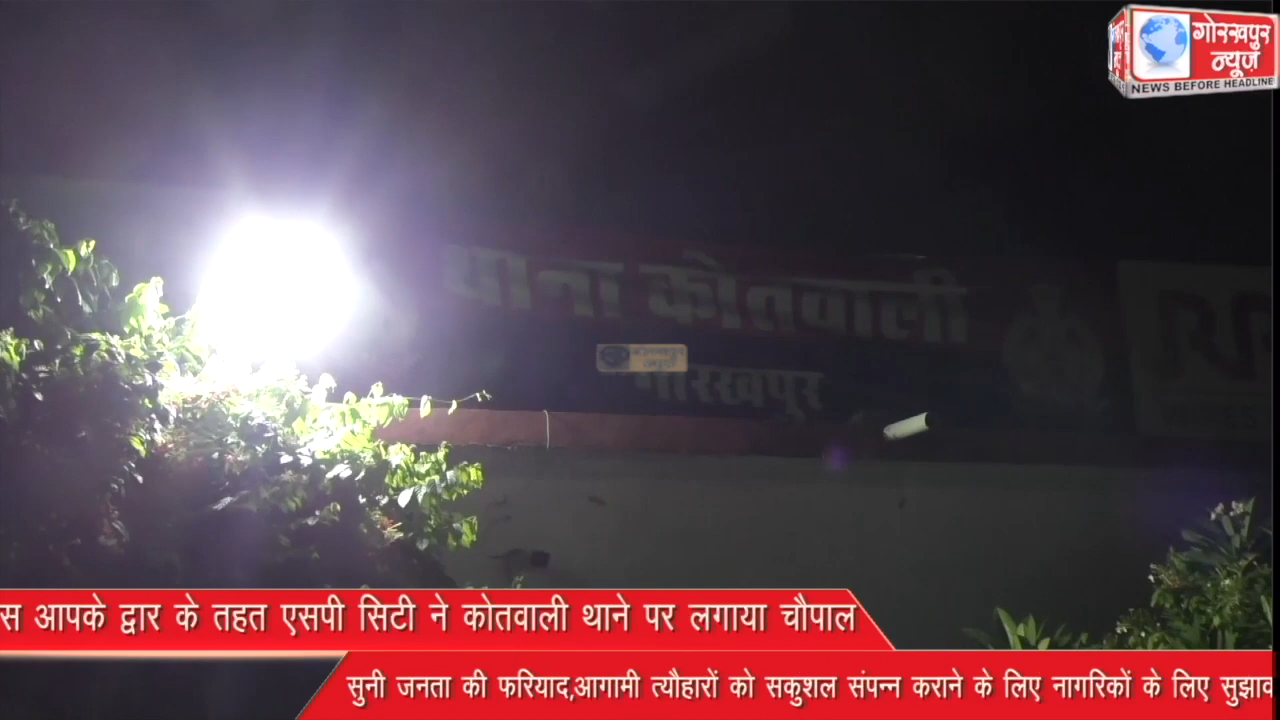 गोरखपुर
न्यूज़
NEWS BEFORE HEADLINE
थाना कोतवाली
गोरखपुर
स आपके द्वार के तहत एसपी सिटी ने कोतवाली थाने पर लगाया चौपाल
सुनी जनता की फरियाद,आगामी त्यौहारों को सकुशल संपन्न कराने के लिए नागरिकों के लिए सुझाव